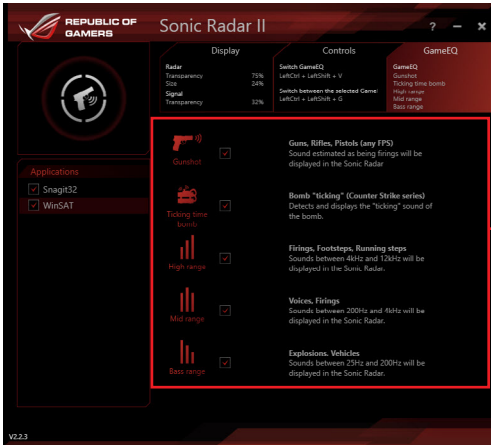 REPUBLIC OF
GAMERS
Sonic Radar II
? — ×
Display
Radar
Transparency 75%
Size 24%
Signal
Transparency 32%
Controls
Switch GameEQ
LeftCtrl + LeftShift + V
Switch between the selected Game
LeftCtrl + LeftShift + G
GameEQ
GameEQ
Gunshot
Ticking time bomb
High range
Mid range
Bass range
Applications
Snagit32
WinSAT
Gunshot
Guns, Rifles, Pistols (any FPS)
Sound estimated as being firings will be
displayed in the Sonic Radar
Ticking time
bomb
Bomb "ticking" (Counter Strike series)
Detects and displays the "ticking" sound of
the bomb.
High range
Firings, Footsteps, Running steps
Sounds between 4kHz and 12kHz will be
displayed in the Sonic Radar.
Mid range
Voices, Firings
Sounds between 200Hz and 4kHz will be
displayed in the Sonic Radar.
Bass range
Explosions. Vehicles
Sounds between 25Hz and 200Hz will be
displayed in the Sonic Radar.
V2.2.3